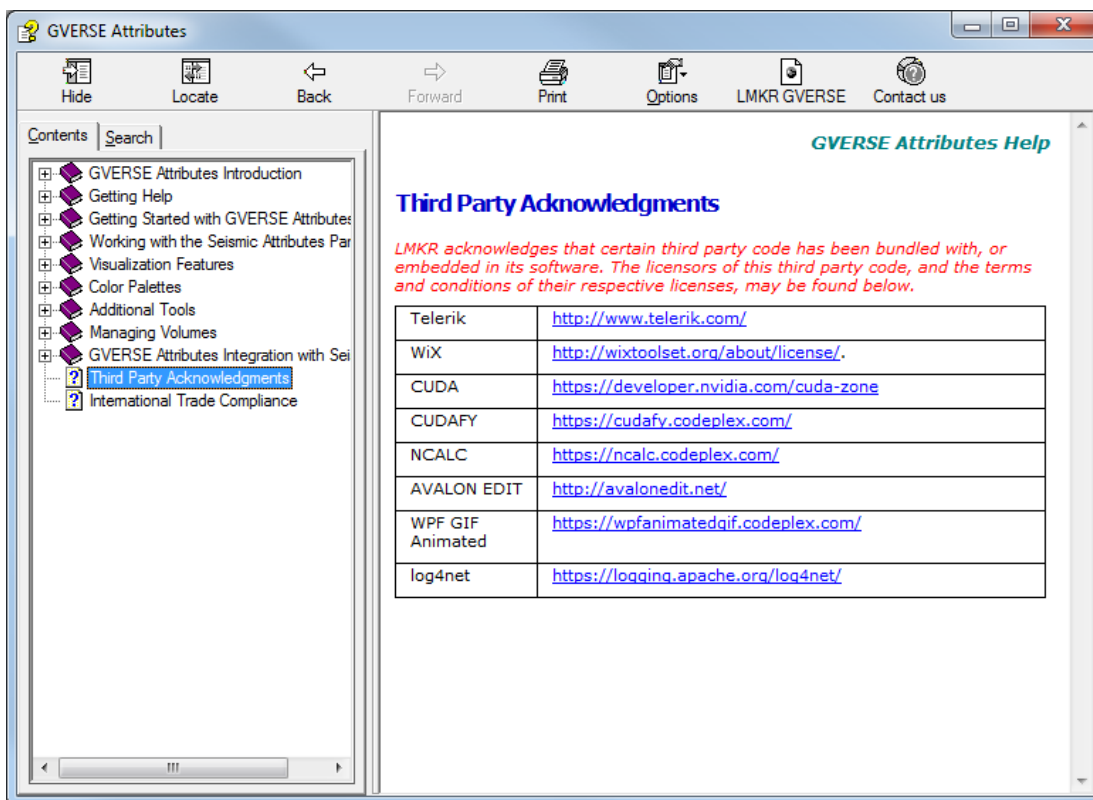 GVERSE Attributes
Hide Locate Back Forward Print Options LMKR GVERSE Contact us
Contents Search
GVERSE Attributes Introduction
Getting Help
Getting Started with GVERSE Attributes
Working with the Seismic Attributes Par
Visualization Features
Color Palettes
Additional Tools
Managing Volumes
GVERSE Attributes Integration with Sei
Third Party Acknowledgments
International Trade Compliance
GVERSE Attributes Help
Third Party Acknowledgments
LMKR acknowledges that certain third party code has been bundled with, or
embedded in its software. The licensors of this third party code, and the terms
and conditions of their respective licenses, may be found below.
Telerik http://www.telerik.com/
WiX http://wixtoolset.org/about/license/.
CUDA https://developer.nvidia.com/cuda-zone
CUDAFY https://cudafy.codeplex.com/
NCALC https://ncalc.codeplex.com/
AVALON EDIT http://avalonedit.net/
WPF GIF https://wpfanimatedgif.codeplex.com/
Animated
log4net https://logging.apache.org/log4net/